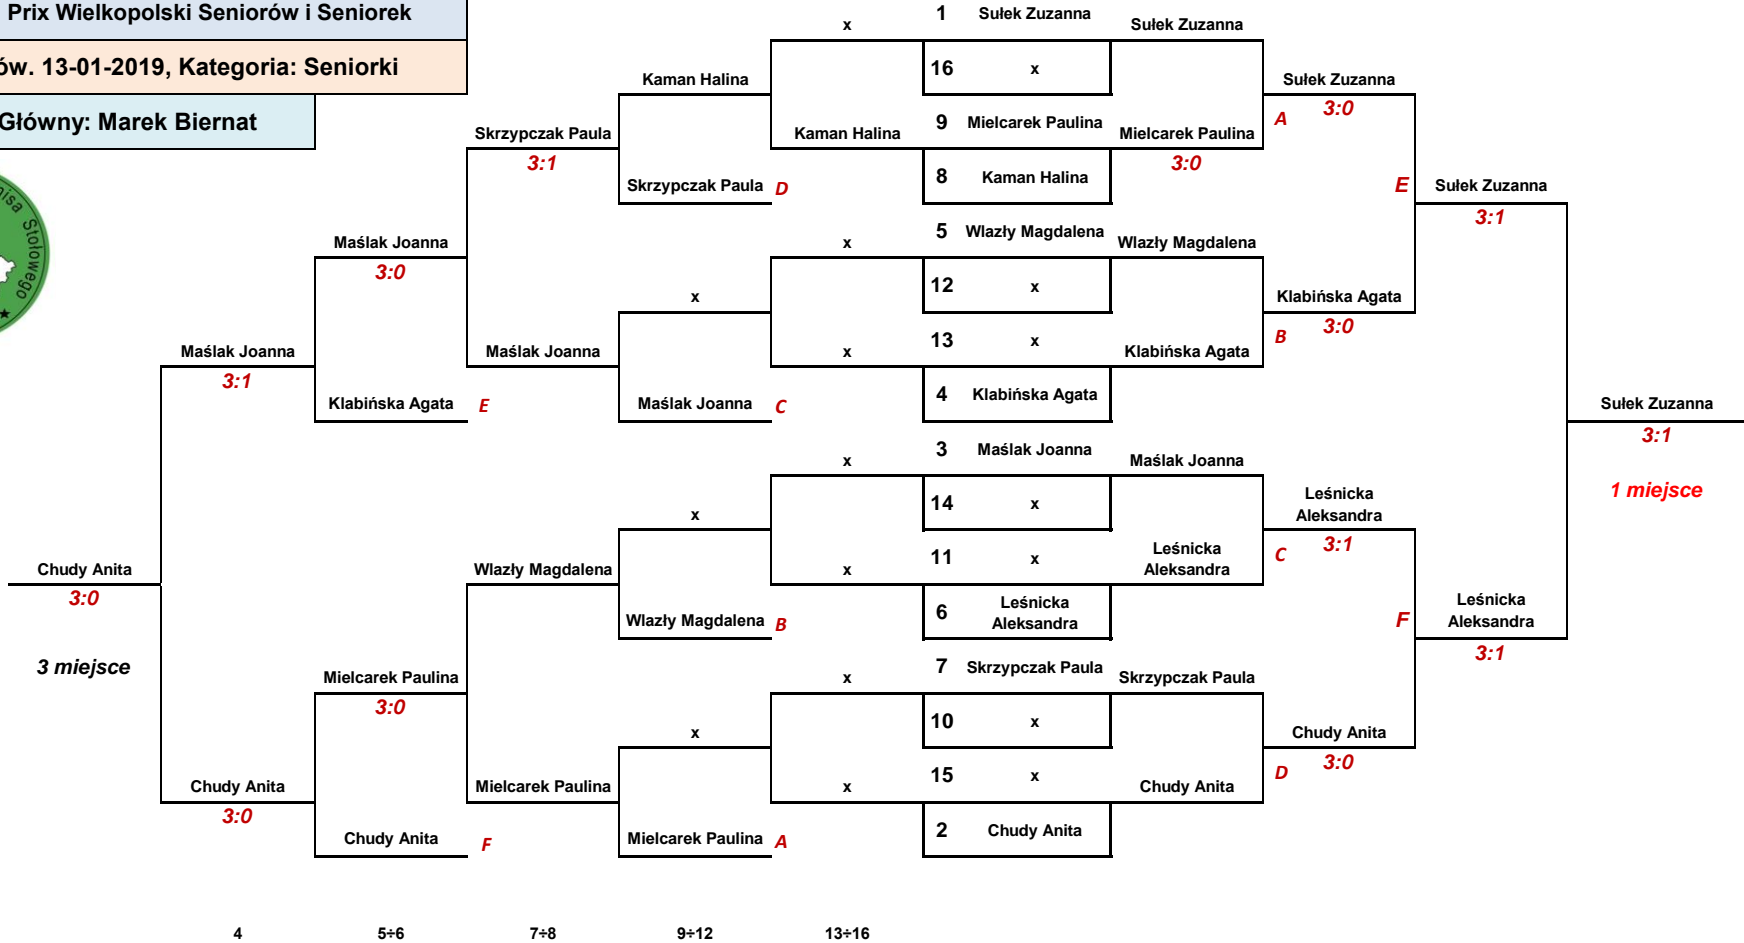 Prix Wielkopolski Seniorów i Seniorek
ów. 13-01-2019, Kategoria: Seniorki
Główny: Marek Biernat
Stołowego
x
1 Sułek Zuzanna
Sułek Zuzanna
16 x
Kaman Halina
Sułek Zuzanna
3:0
A
9 Mielcarek Paulina
Kaman Halina
Mielcarek Paulina
3:0
Skrzypczak Paula
3:1
8 Kaman Halina
Skrzypczak Paula D
E
Sułek Zuzanna
3:1
5 Wlazły Magdalena
x
Wlazły Magdalena
Maślak Joanna
3:0
12 x
x
Klabińska Agata
3:0
B
13 x
x
Klabińska Agata
Maślak Joanna
Maślak Joanna
3:1
4 Klabińska Agata
Klabińska Agata E
Maślak Joanna C
Sułek Zuzanna
3:1
1 miejsce
3 Maślak Joanna
x
Maślak Joanna
14 x
x
Leśnicka
Aleksandra
3:1
C
11 x
x
Leśnicka
Aleksandra
Wlazły Magdalena
Chudy Anita
3:0
3 miejsce
6 Leśnicka
Aleksandra
Wlazły Magdalena B
F
Leśnicka
Aleksandra
3:1
7 Skrzypczak Paula
x
Skrzypczak Paula
Mielcarek Paulina
3:0
10 x
x
Chudy Anita
3:0
D
15 x
x
Chudy Anita
Mielcarek Paulina
Chudy Anita
3:0
2 Chudy Anita
Chudy Anita F
Mielcarek Paulina A
4 5÷6 7÷8 9÷12 13÷16